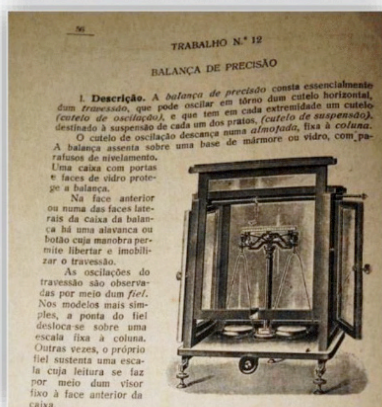 56
TRABALHO N.º 12
BALANÇA DE PRECISÃO
1. Descrição. A balança de precisão consta essencialmente
dum travessão, que pode oscilar em tôrno dum cutelo horizontal,
(cutelo de oscilação), e que tem em cada extremidade um cutelo
destinado à suspensão de cada um dos pratos, (cutelo de suspensão).
O cutelo de oscilação descança numa almofada, fixa à coluna.
A balança assenta sobre uma base de mármore ou vidro, com pa-
rafusos de nivelamento.
Uma caixa com portas
e faces de vidro prote-
ge a balança.
Na face anterior
ou numa das faces late-
rais da caixa da balan-
ça há uma alavanca ou
botão cuja manobra per-
mite libertar e imobili-
zar o travessão.
As oscilações do
travessão são observa-
das por meio dum fiel.
Nos modelos mais sim-
ples, a ponta do fiel
desloca-se sobre uma
escala fixa à coluna.
Outras vezes, o próprio
fiel sustenta uma esca-
la cuja leitura se faz
por meio dum visor
fixo à face anterior da
caixa